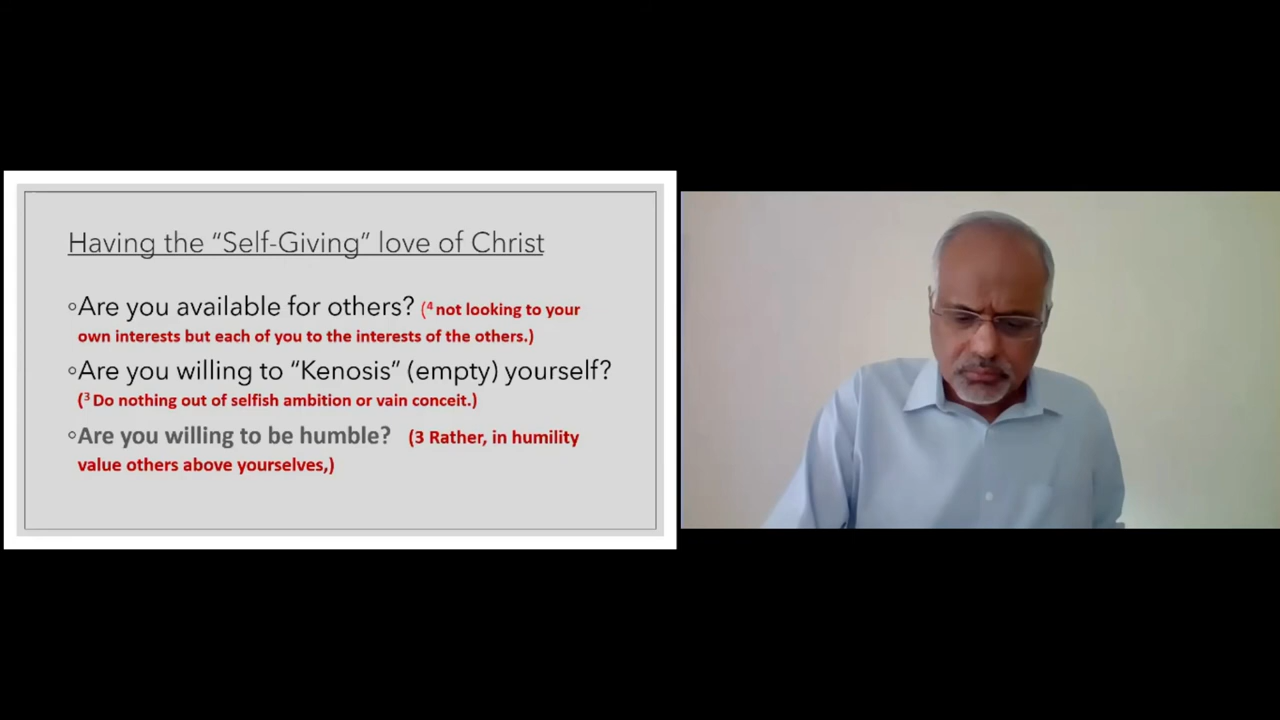 Having the “Self-Giving” love of Christ
◦Are you available for others? (⁴ not looking to your
own interests but each of you to the interests of the others.)
◦Are you willing to “Kenosis” (empty) yourself?
(³ Do nothing out of selfish ambition or vain conceit.)
◦Are you willing to be humble? (3 Rather, in humility
value others above yourselves,)